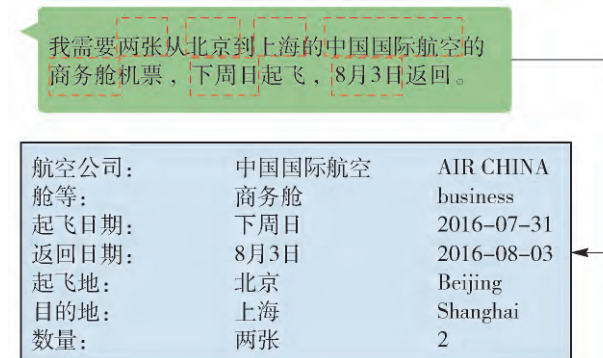 我需要两张从北京到上海的中国国际航空的
商务舱机票，下周日起飞，8月3日返回。
航空公司： 中国国际航空 AIR CHINA
舱等： 商务舱 business
起飞日期： 下周日 2016-07-31
返回日期： 8月3日 2016-08-03
起飞地： 北京 Beijing
目的地： 上海 Shanghai
数量： 两张 2